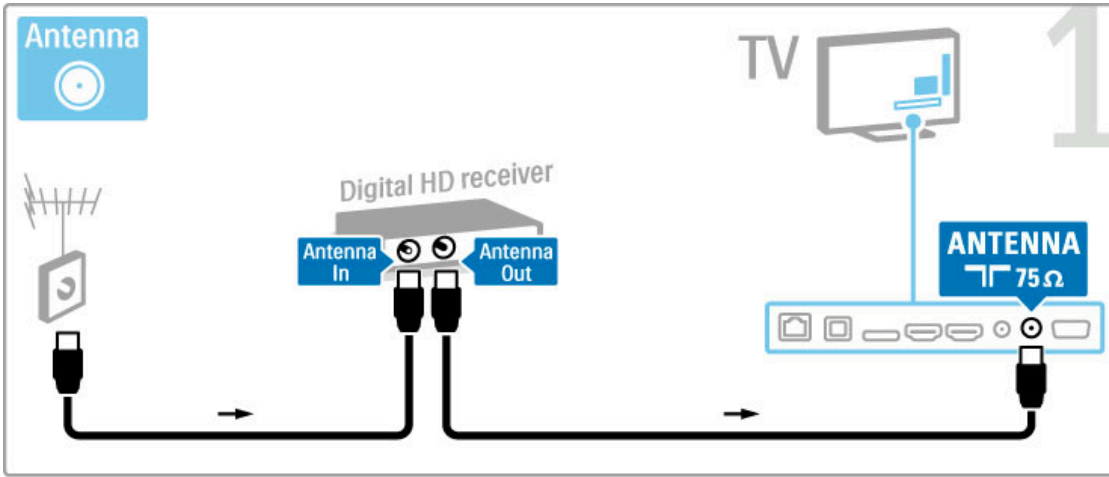 Antenna
TV
1
Digital HD receiver
Antenna
In
Antenna
Out
ANTENNA
75 Ω